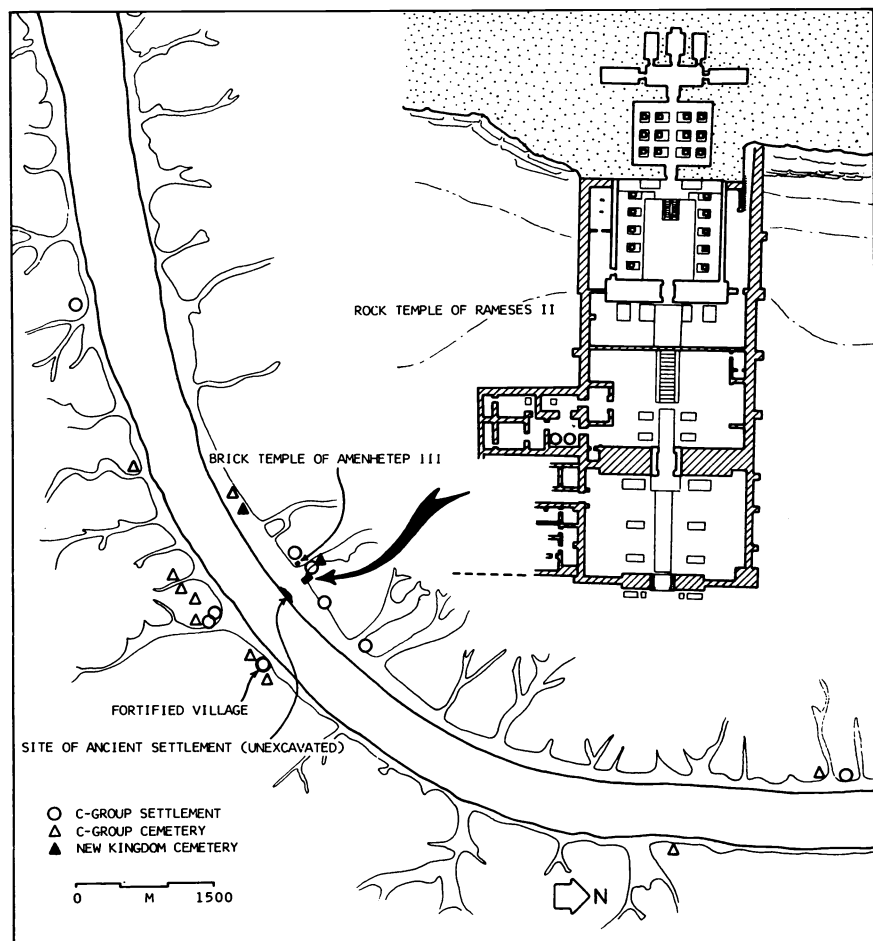 ROCK TEMPLE OF RAMESES II
BRICK TEMPLE OF AMENHETEP III
FORTIFIED VILLAGE
SITE OF ANCIENT SETTLEMENT (UNEXCAVATED)
C-GROUP SETTLEMENT
C-GROUP CEMETERY
NEW KINGDOM CEMETERY
0 M 1500
N